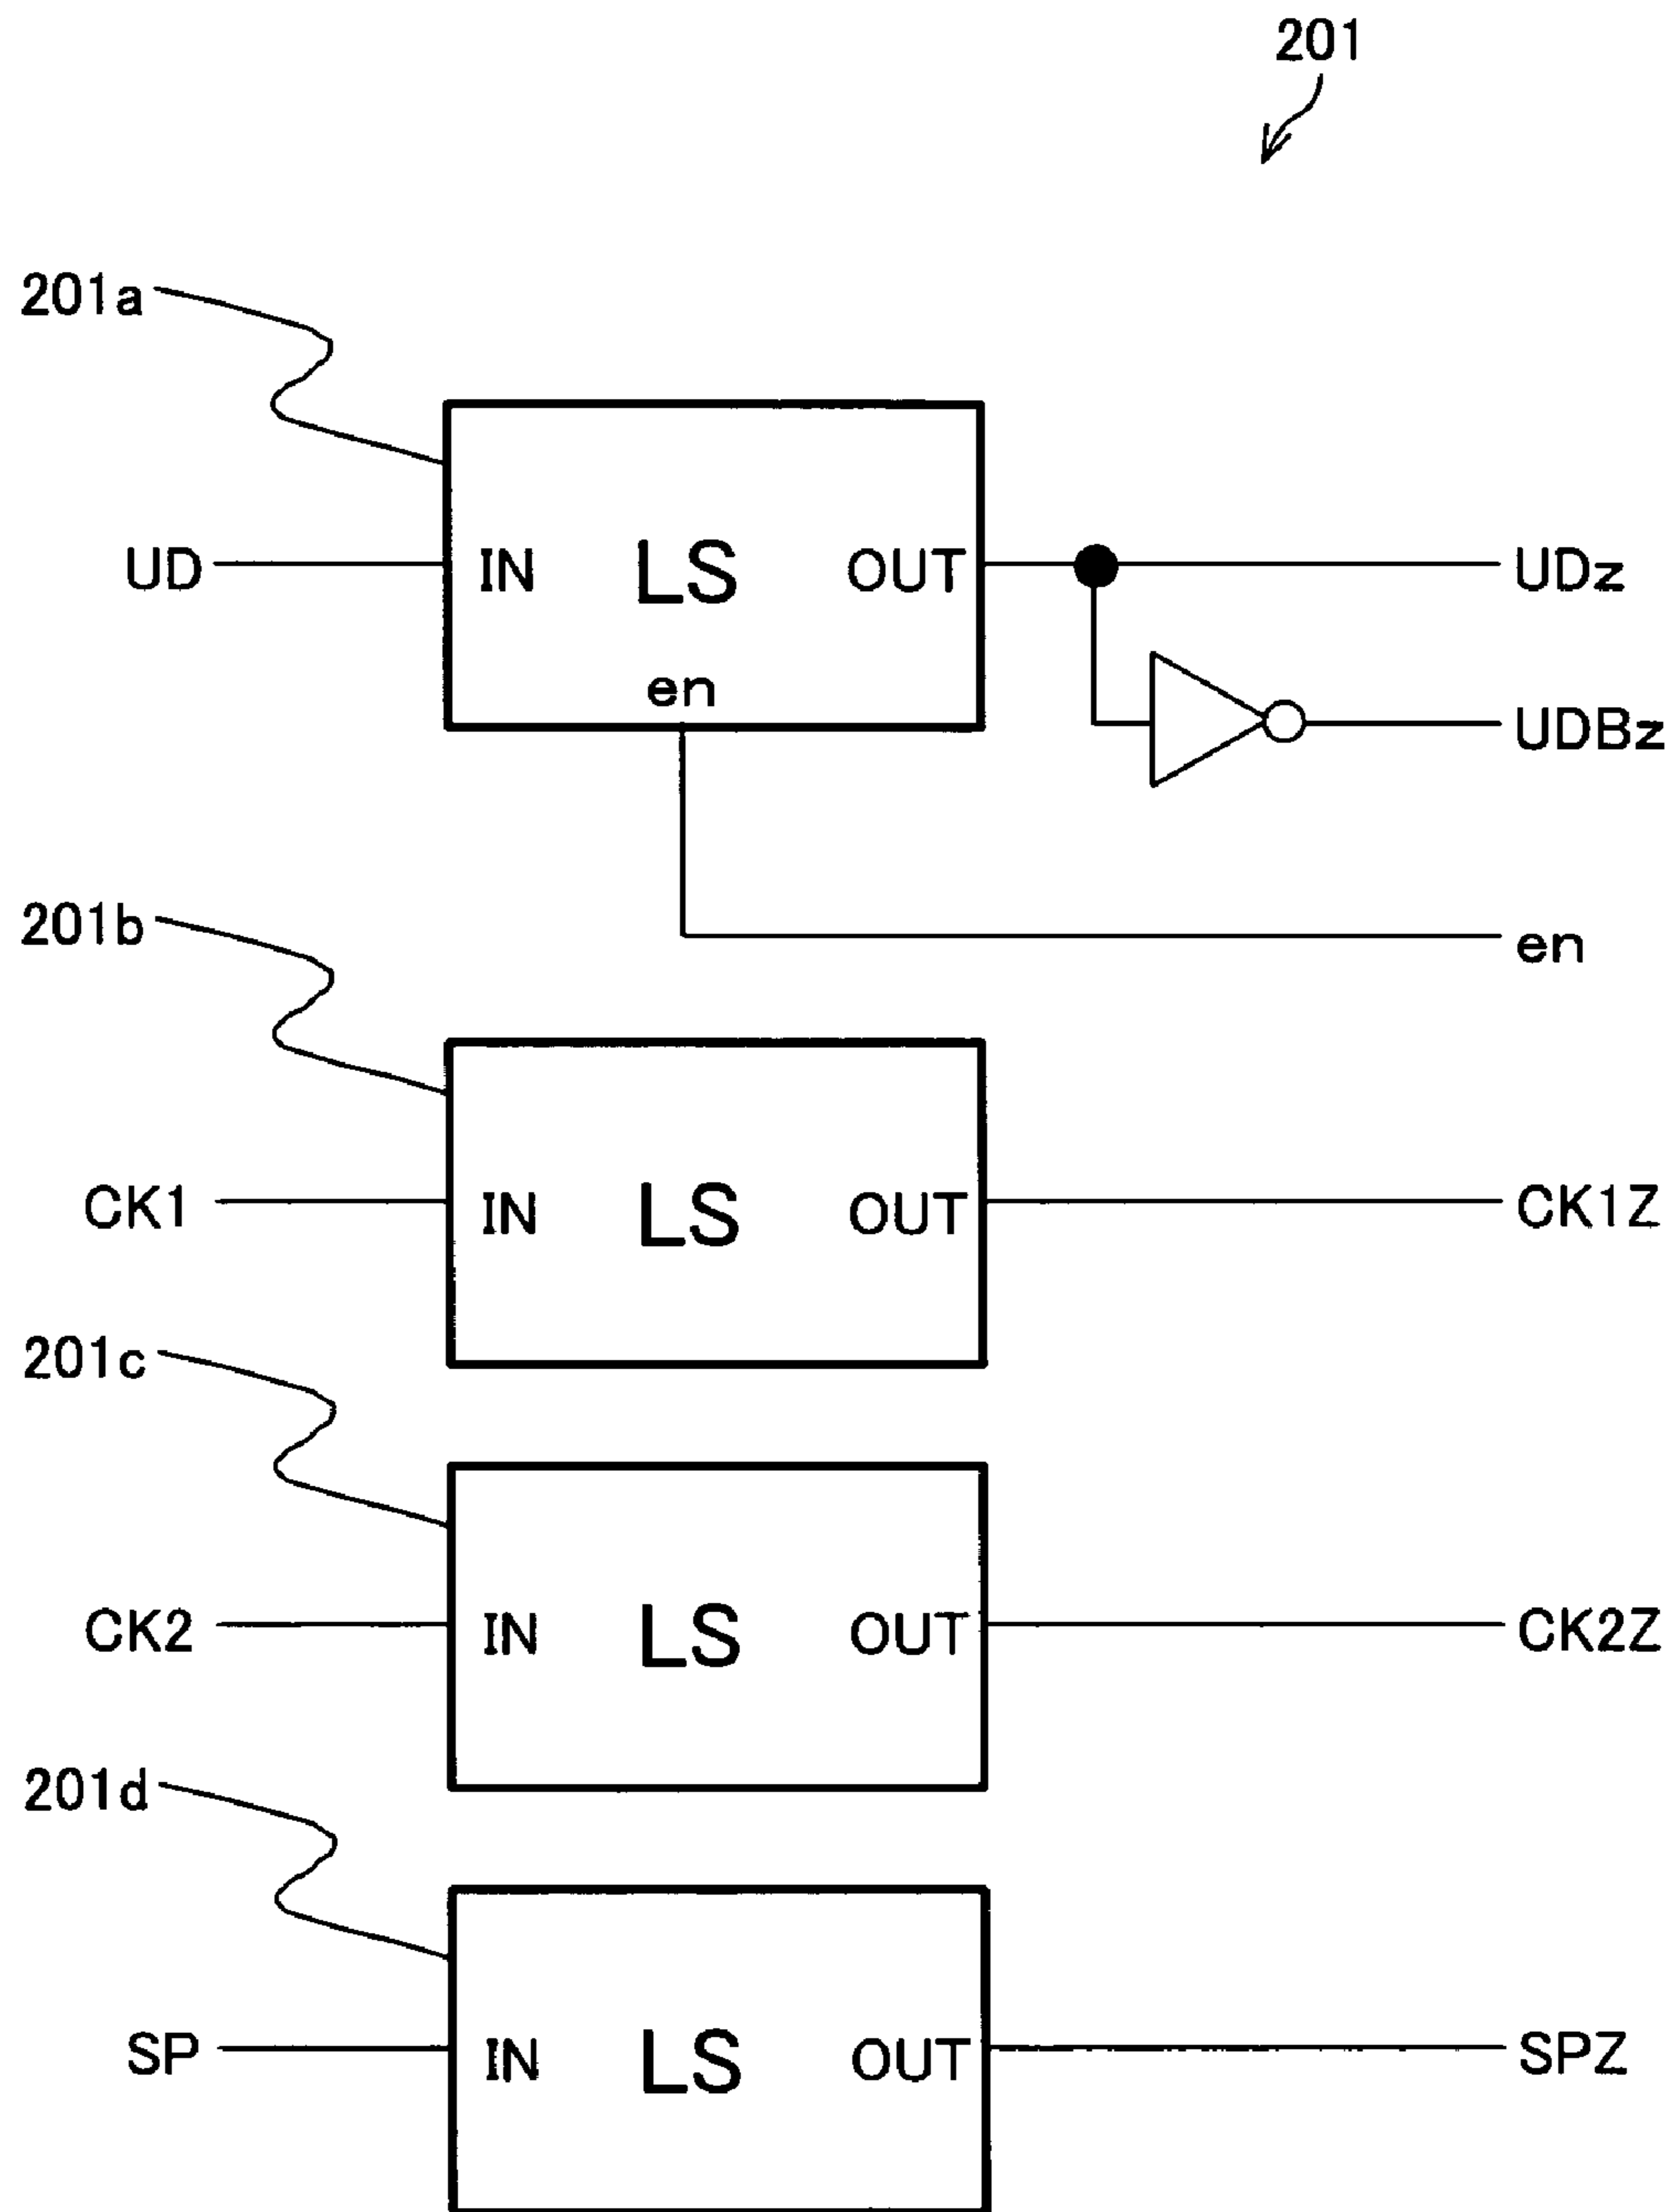 201
201a
UD IN LS OUT UDz
en
UDBz
201b
en
CK1 IN LS OUT CK1Z
201c
CK2 IN LS OUT CK2Z
201d
SP IN LS OUT SPZ